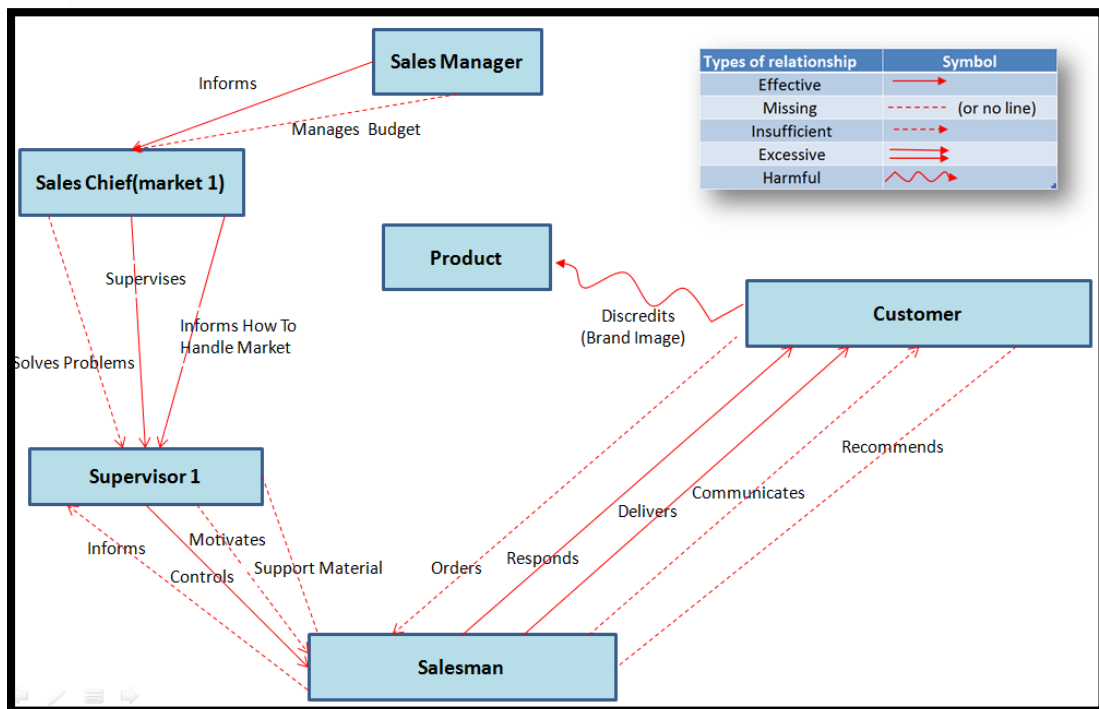 Sales Manager
Types of relationship Symbol
Effective
Missing (or no line)
Insufficient
Excessive
Harmful
Informs
Manages Budget
Sales Chief(market 1)
Product
Supervises
Informs How To
Handle Market
Solves Problems
Discredits
(Brand Image)
Customer
Supervisor 1
Recommends
Communicates
Delivers
Responds
Orders
Informs
Motivates
Controls
Support Material
Salesman